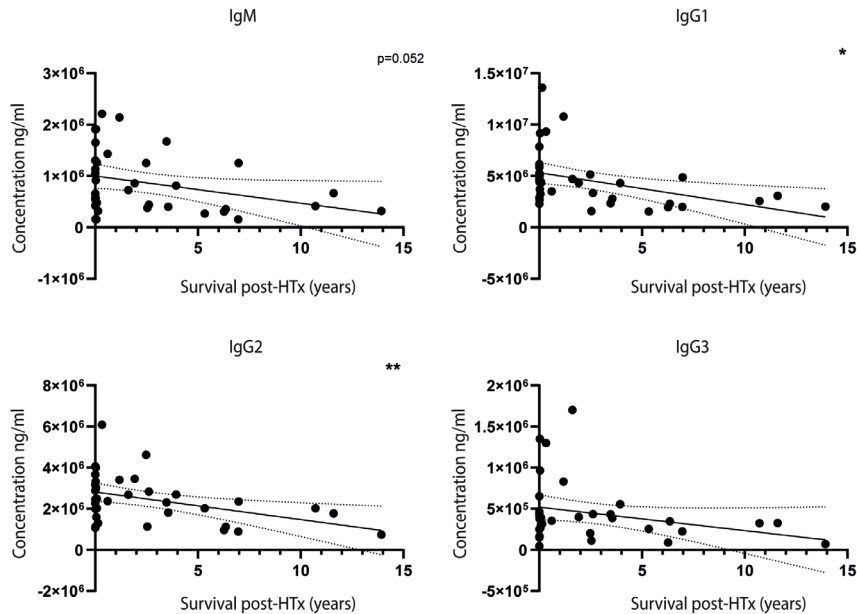 IgM
p=0.052
3×10⁶
2×10⁶
1×10⁶
0
-1×10⁶
5
10
15
Concentration ng/ml
Survival post-HTx (years)
IgG1
*
1.5×10⁷
1×10⁷
5×10⁶
0
-5×10⁶
5
10
15
Concentration ng/ml
Survival post-HTx (years)
IgG2
**
8×10⁶
6×10⁶
4×10⁶
2×10⁶
0
-2×10⁶
5
10
15
Concentration ng/ml
Survival post-HTx (years)
IgG3
2×10⁶
1.5×10⁶
1×10⁶
5×10⁵
0
-5×10⁵
5
10
15
Concentration ng/ml
Survival post-HTx (years)